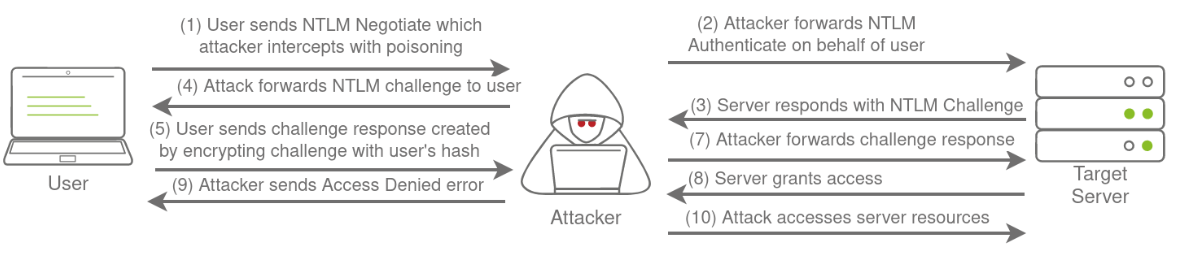 (1) User sends NTLM Negotiate which
attacker intercepts with poisoning
(2) Attacker forwards NTLM
Authenticate on behalf of user
(4) Attack forwards NTLM challenge to user
(3) Server responds with NTLM Challenge
(5) User sends challenge response created
by encrypting challenge with user's hash
(7) Attacker forwards challenge response
(9) Attacker sends Access Denied error
(8) Server grants access
(10) Attack accesses server resources
User
Attacker
Target
Server